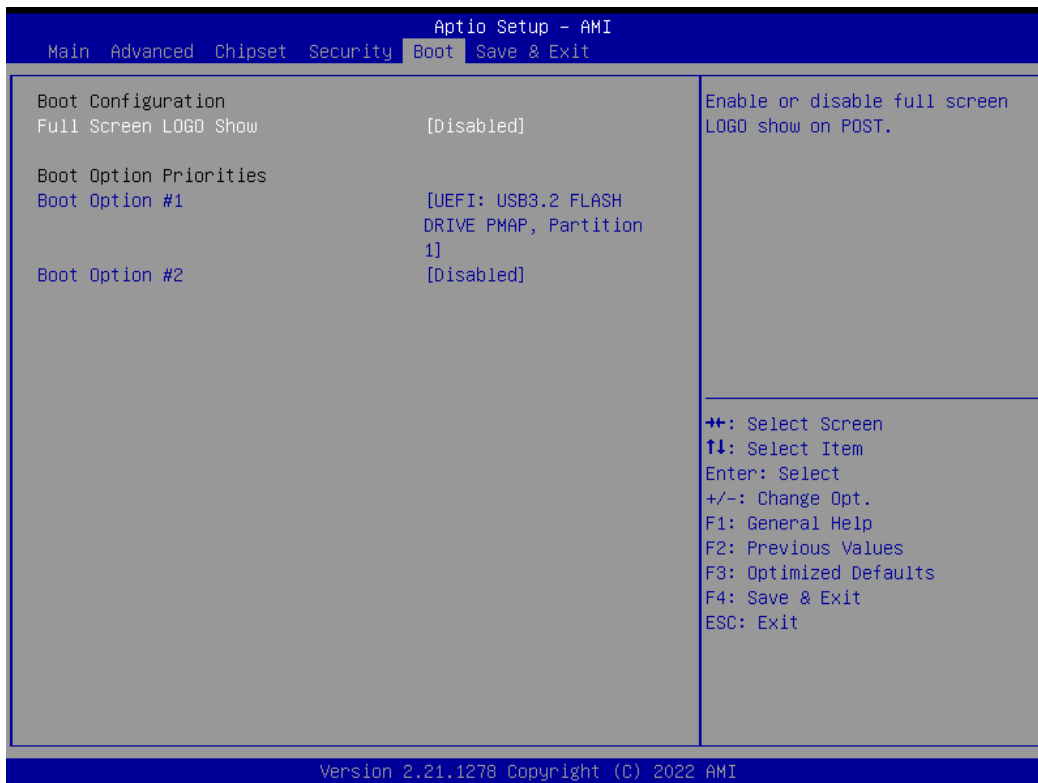 Aptio Setup – AMI
Main Advanced Chipset Security Boot Save & Exit
Boot Configuration
Full Screen LOGO Show [Disabled]
Boot Option Priorities
Boot Option #1 [UEFI: USB3.2 FLASH
DRIVE PMAP, Partition
1]
Boot Option #2 [Disabled]
Enable or disable full screen
LOGO show on POST.
→←: Select Screen
↑↓: Select Item
Enter: Select
+/-: Change Opt.
F1: General Help
F2: Previous Values
F3: Optimized Defaults
F4: Save & Exit
ESC: Exit
Version 2.21.1278 Copyright (C) 2022 AMI